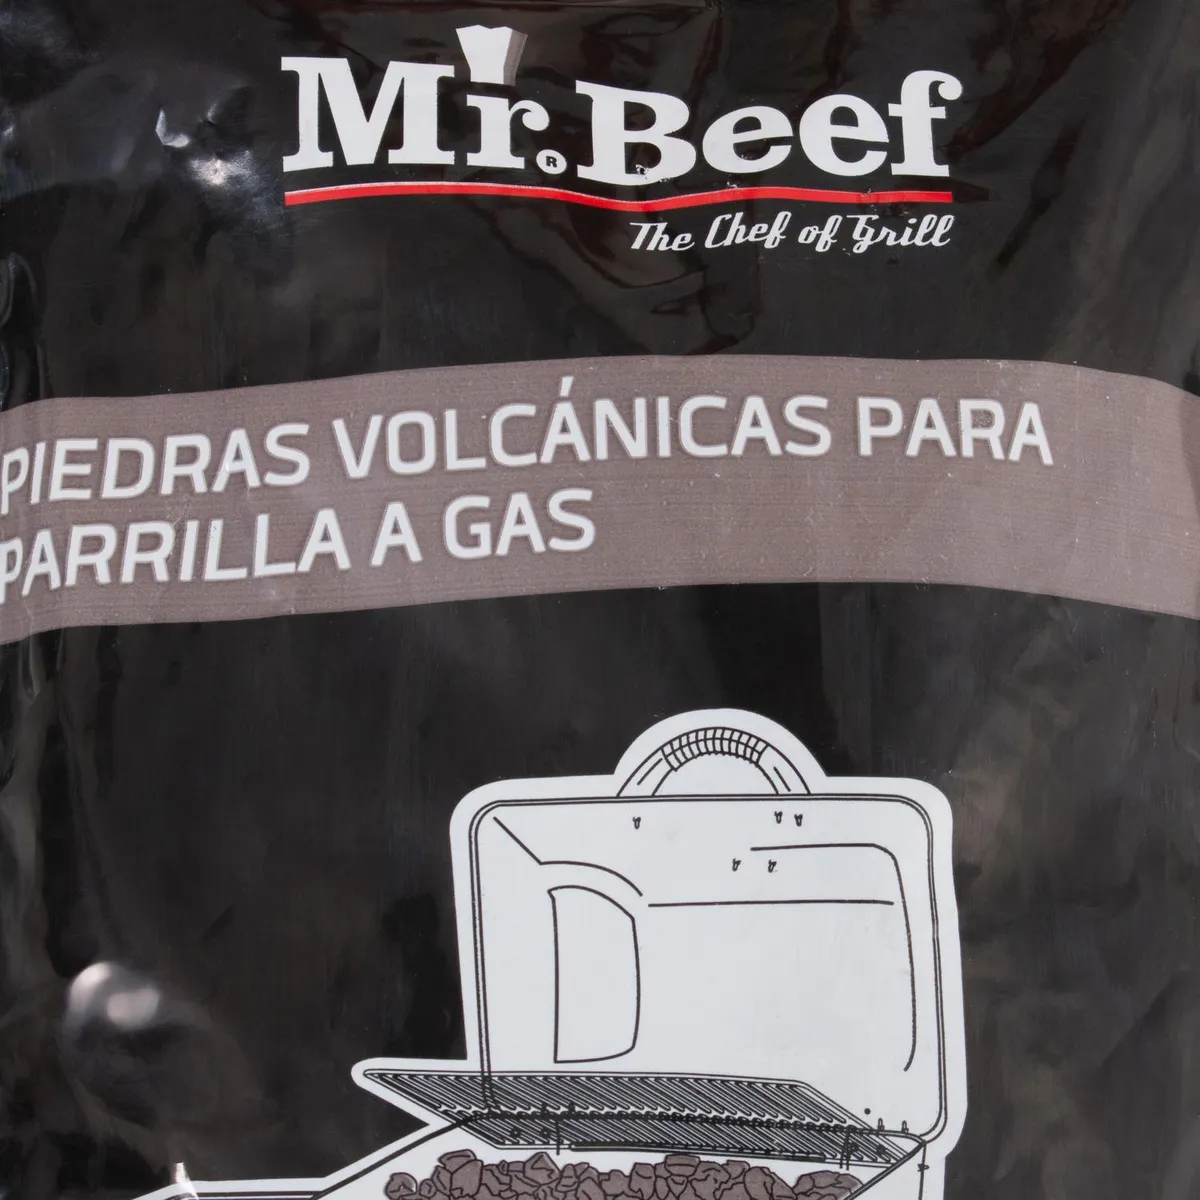 Mr.® Beef
The Chef of Grill
PIEDRAS VOLCÁNICAS PARA
PARRILLA A GAS